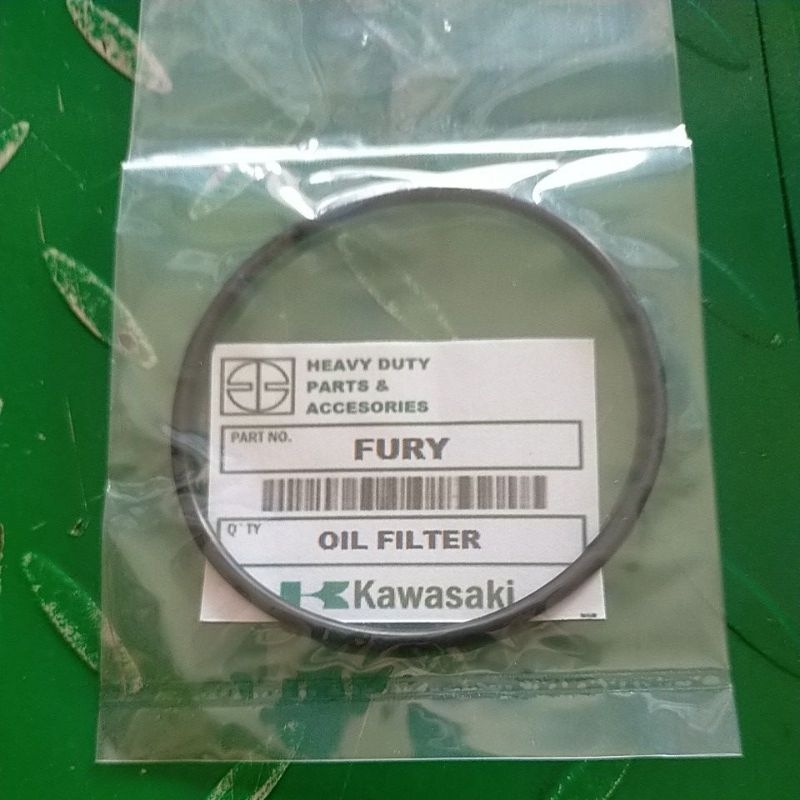 HEAVY DUTY
PARTS &
ACCESORIES
PART NO.
FURY
Q`TY
OIL FILTER
Kawasaki